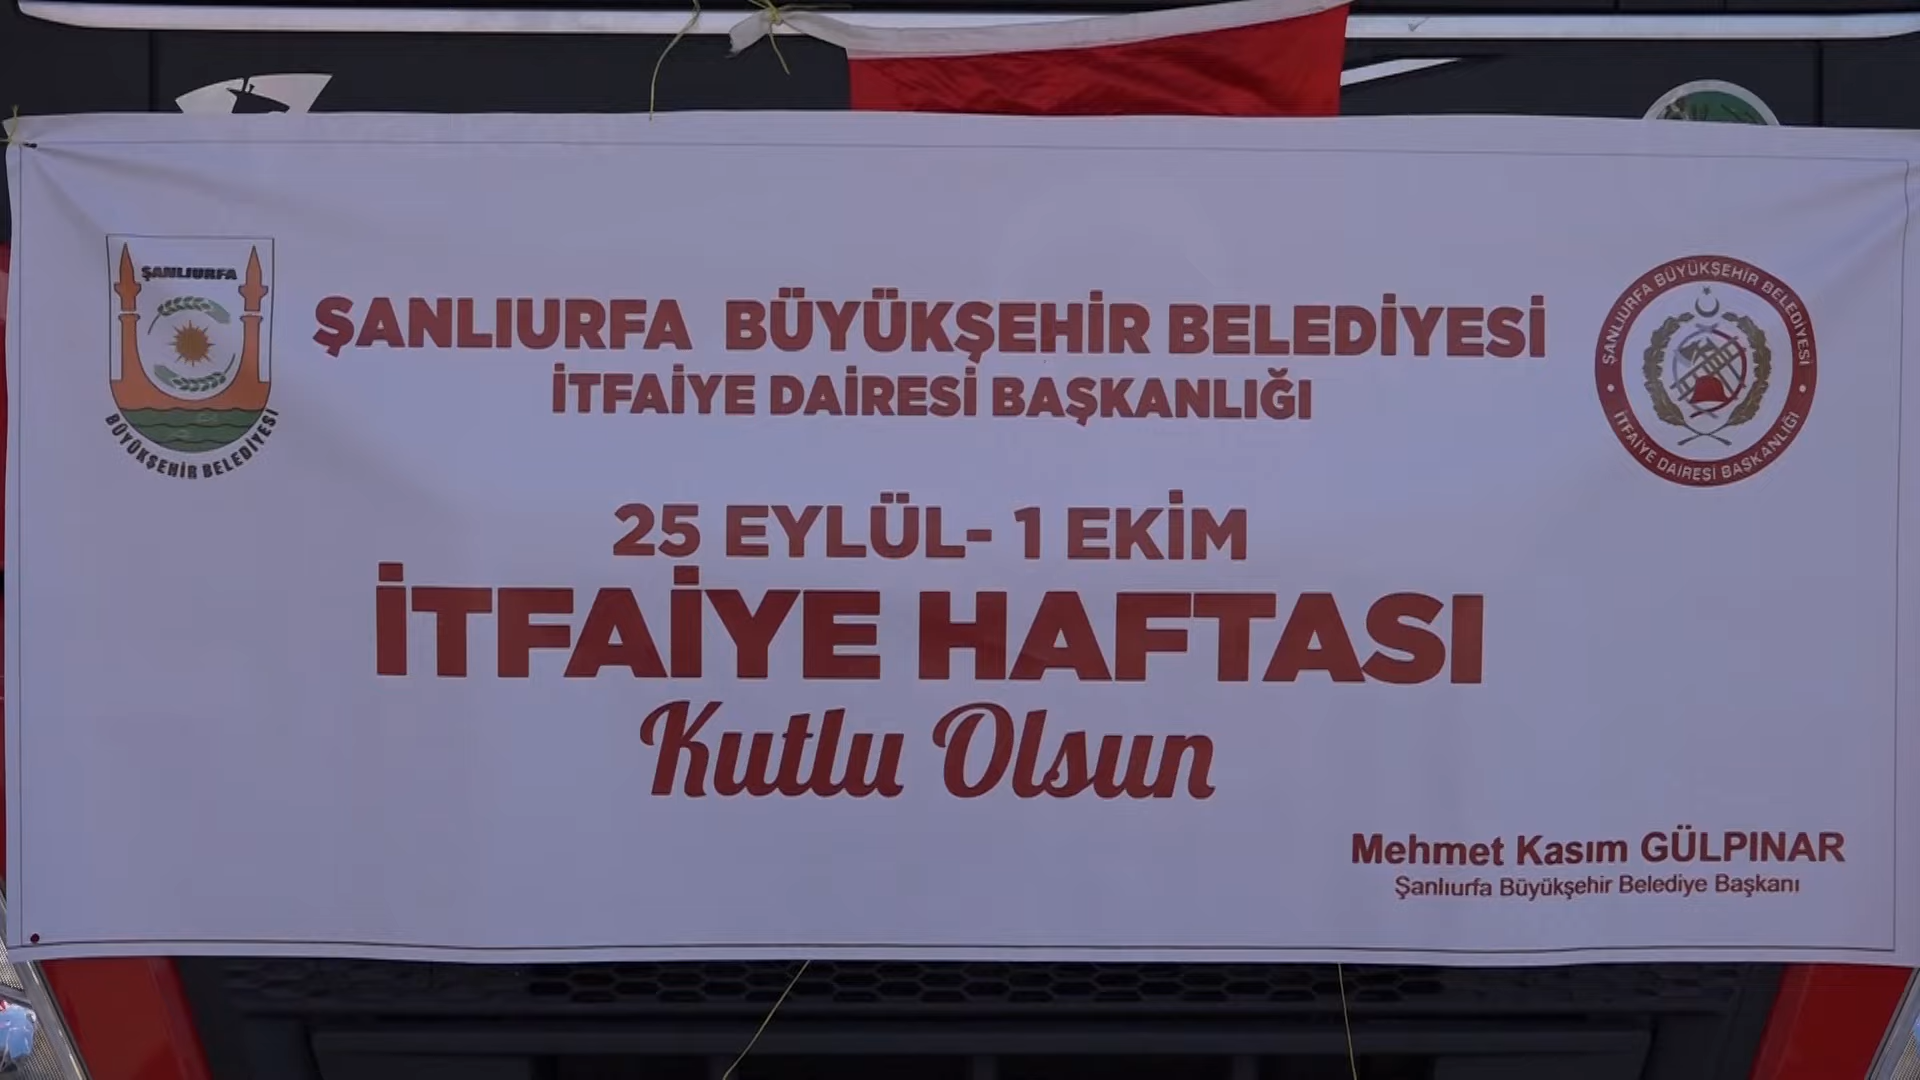 ŞANLIURFA
BÜYÜKŞEHİR BELEDİYESİ
ŞANLIURFA BÜYÜKŞEHİR BELEDİYESİ
İTFAİYE DAİRESİ BAŞKANLIĞI
ŞANLIURFA BÜYÜKŞEHİR BELEDİYESİ
İTFAİYE DAİRESİ BAŞKANLIĞI
25 EYLÜL- 1 EKİM
İTFAİYE HAFTASI
Kutlu Olsun
Mehmet Kasım GÜLPINAR
Şanlıurfa Büyükşehir Belediye Başkanı